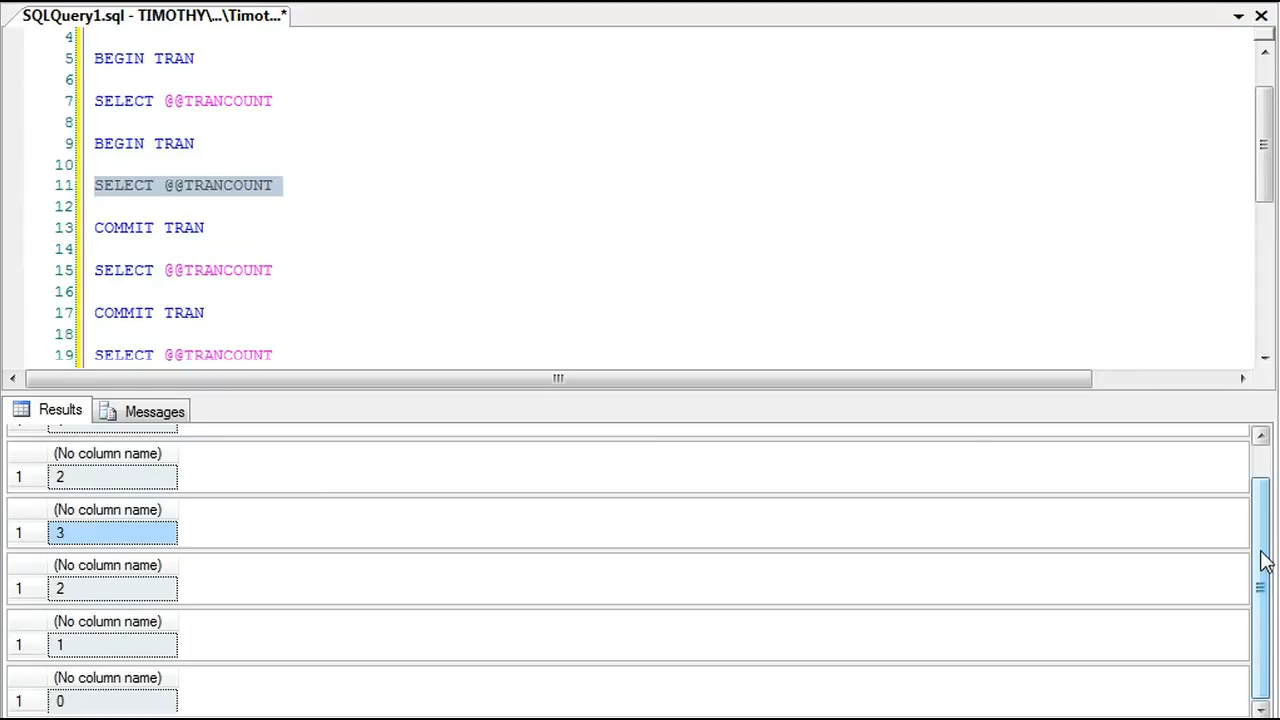 SQLQuery1.sql - TIMOTHY\...\Timot...*
4
5 BEGIN TRAN
6
7 SELECT @@TRANCOUNT
8
9 BEGIN TRAN
10
11 SELECT @@TRANCOUNT
12
13 COMMIT TRAN
14
15 SELECT @@TRANCOUNT
16
17 COMMIT TRAN
18
19 SELECT @@TRANCOUNT
Results Messages
(No column name)
1 2
(No column name)
1 3
(No column name)
1 2
(No column name)
1 1
(No column name)
1 0